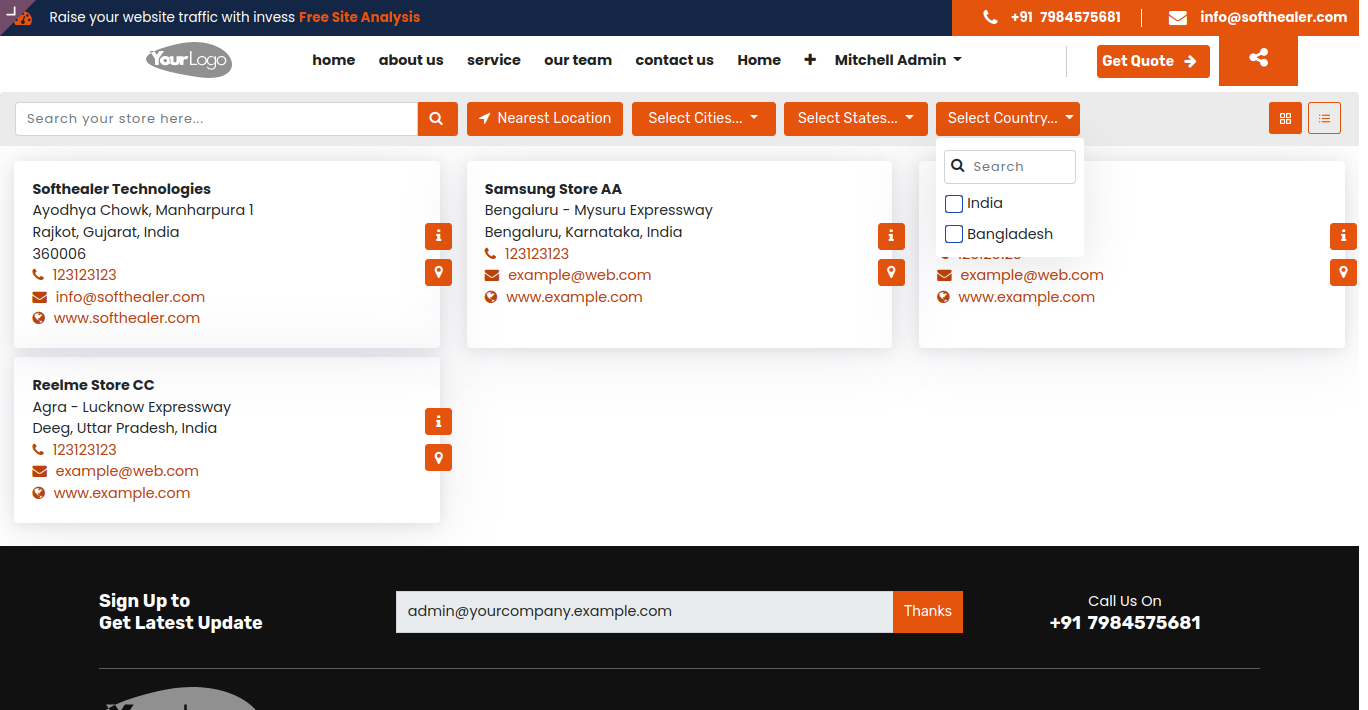 Raise your website traffic with invess Free Site Analysis
+91 7984575681
info@softhealer.com
YourLogo
home about us service our team contact us Home + Mitchell Admin
Get Quote
Search your store here...
Nearest Location
Select Cities...
Select States...
Select Country...
Search
India
Bangladesh
Softhealer Technologies
Ayodhya Chowk, Manharpura 1
Rajkot, Gujarat, India
360006
123123123
info@softhealer.com
www.softhealer.com
Samsung Store AA
Bengaluru - Mysuru Expressway
Bengaluru, Karnataka, India
123123123
example@web.com
www.example.com
example@web.com
www.example.com
Reelme Store CC
Agra - Lucknow Expressway
Deeg, Uttar Pradesh, India
123123123
example@web.com
www.example.com
Sign Up to
Get Latest Update
admin@yourcompany.example.com
Thanks
Call Us On
+91 7984575681